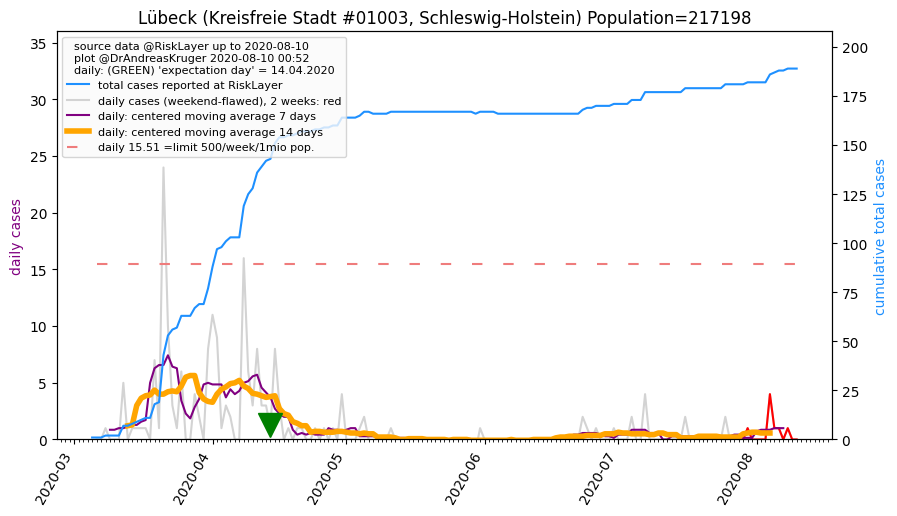 Lübeck (Kreisfreie Stadt #01003, Schleswig-Holstein) Population=217198
source data @RiskLayer up to 2020-08-10
plot @DrAndreasKruger 2020-08-10 00:52
daily: (GREEN) 'expectation day' = 14.04.2020
total cases reported at RiskLayer
daily cases (weekend-flawed), 2 weeks: red
daily: centered moving average 7 days
daily: centered moving average 14 days
daily 15.51 =limit 500/week/1mio pop.
daily cases
35
30
25
20
15
10
5
0
cumulative total cases
200
175
150
125
100
75
50
25
0
2020-03
2020-04
2020-05
2020-06
2020-07
2020-08